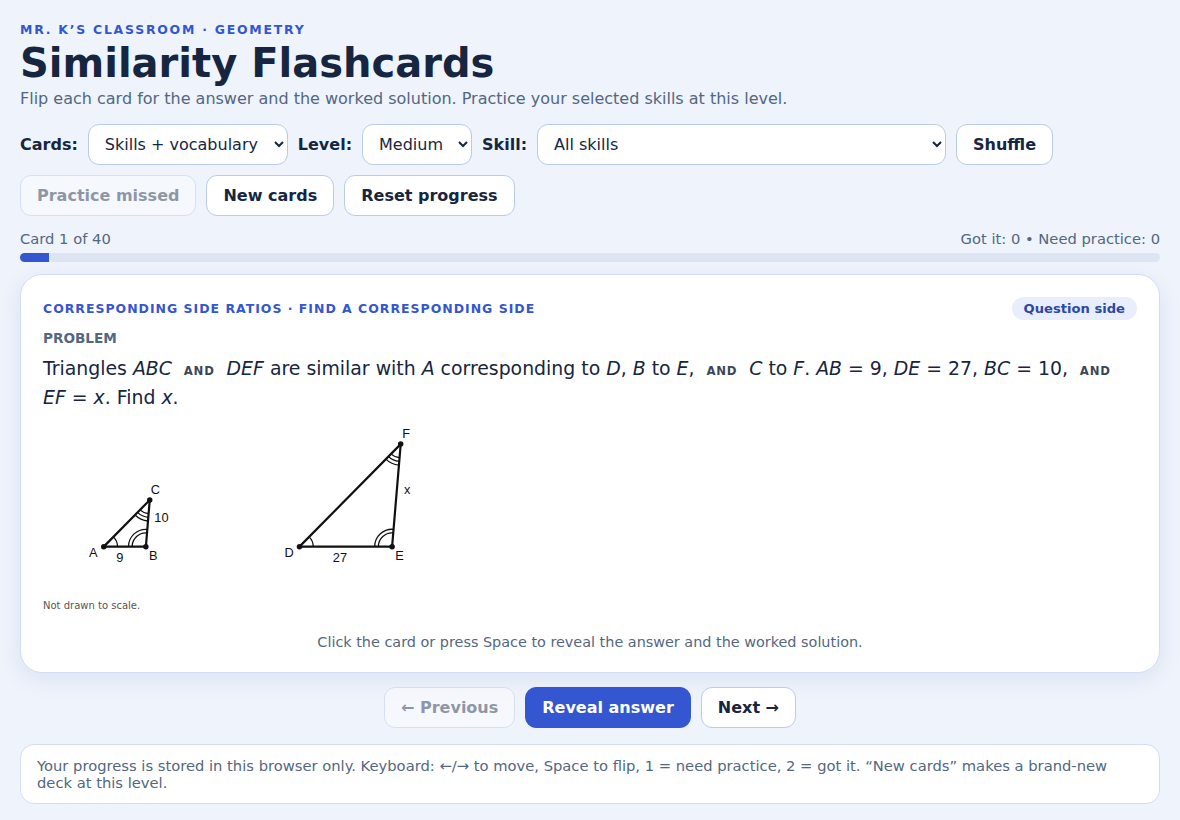 MR. K’S CLASSROOM · GEOMETRY
Similarity Flashcards
Flip each card for the answer and the worked solution. Practice your selected skills at this level.
Cards: Skills + vocabulary Level: Medium Skill: All skills Shuffle
Practice missed New cards Reset progress
Card 1 of 40 Got it: 0 • Need practice: 0
CORRESPONDING SIDE RATIOS · FIND A CORRESPONDING SIDE Question side
PROBLEM
Triangles ABC AND DEF are similar with A corresponding to D, B to E, AND C to F. AB = 9, DE = 27, BC = 10, AND
EF = x. Find x.
F
C
x
10
A
9
B
D
27
E
Not drawn to scale.
Click the card or press Space to reveal the answer and the worked solution.
← Previous Reveal answer Next →
Your progress is stored in this browser only. Keyboard: ←/→ to move, Space to flip, 1 = need practice, 2 = got it. “New cards” makes a brand-new
deck at this level.